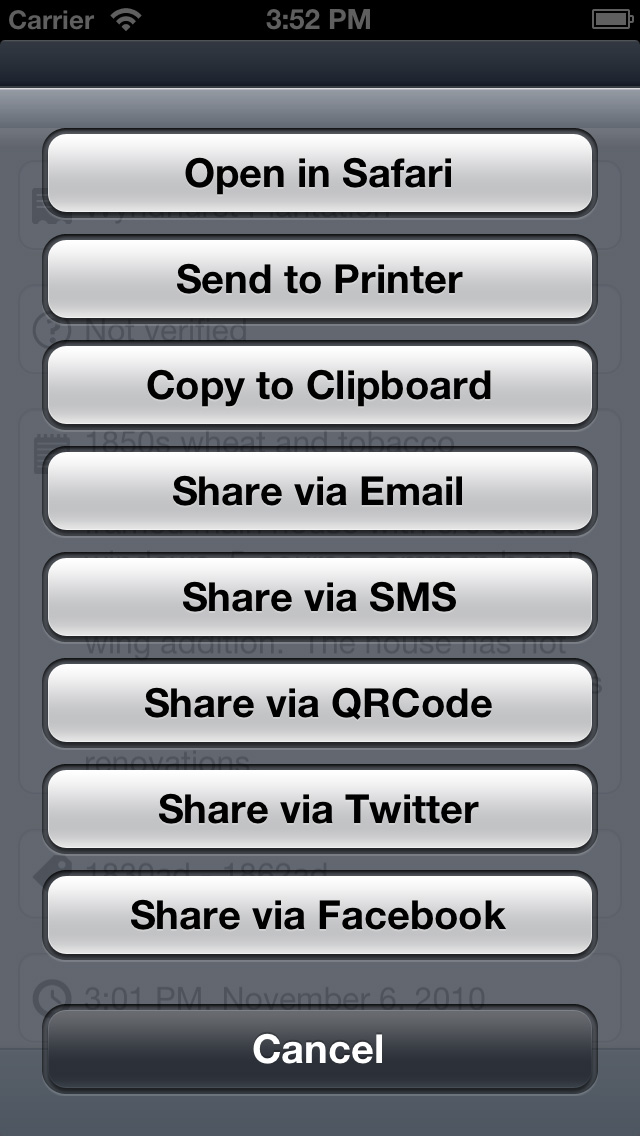 Carrier 3:52 PM
Open in Safari
Wyndhurst Plantation
Send to Printer
Not verified
Copy to Clipboard
1850s wheat and tobacco
Share via Email
Share via SMS
wing addition. The house has not
Share via QRCode
renovations
Share via Twitter
1830ad - 1862ad
Share via Facebook
3:01 PM, November 6, 2010
Cancel